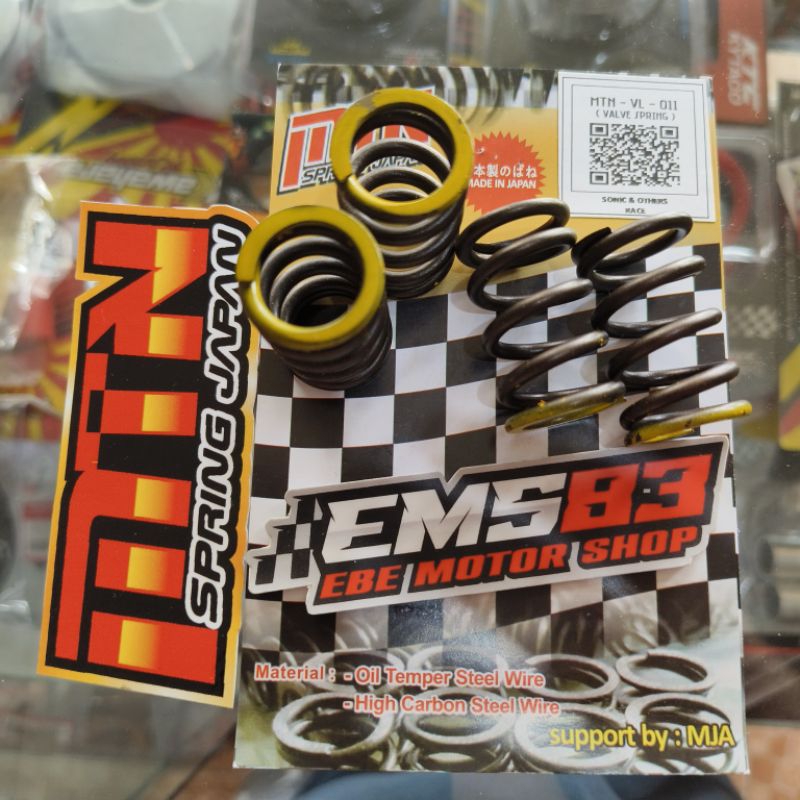 MTN
SPRING JAPAN
日本製のばね
MADE IN JAPAN
MTN - VL - 011
( VALVE SPRING )
SONIC & OTHERS
RACE
MTN
SPRING JAPAN
EMS83
EBE MOTOR SHOP
Material : - Oil Temper Steel Wire
- High Carbon Steel Wire
support by : MJA